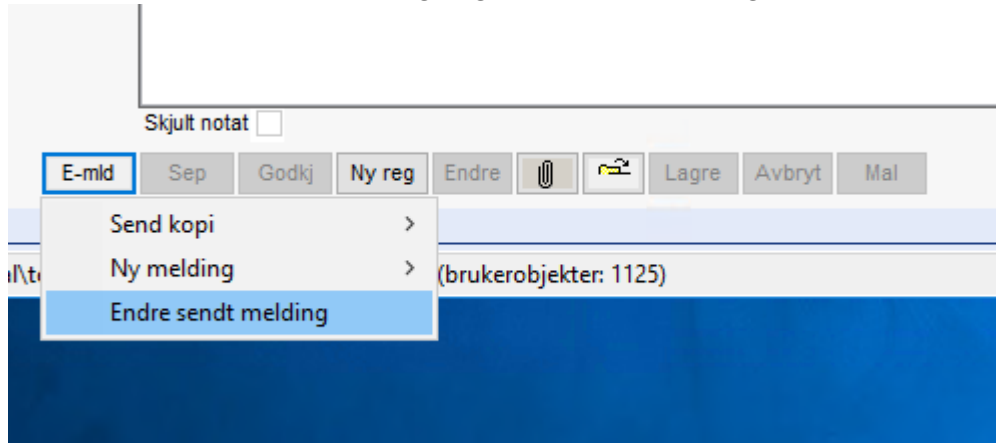 Skjult notat
E-mld Sep Godkj Ny reg Endre Lagre Avbryt Mal
Send kopi
Ny melding
(brukerobjekter: 1125)
Endre sendt melding